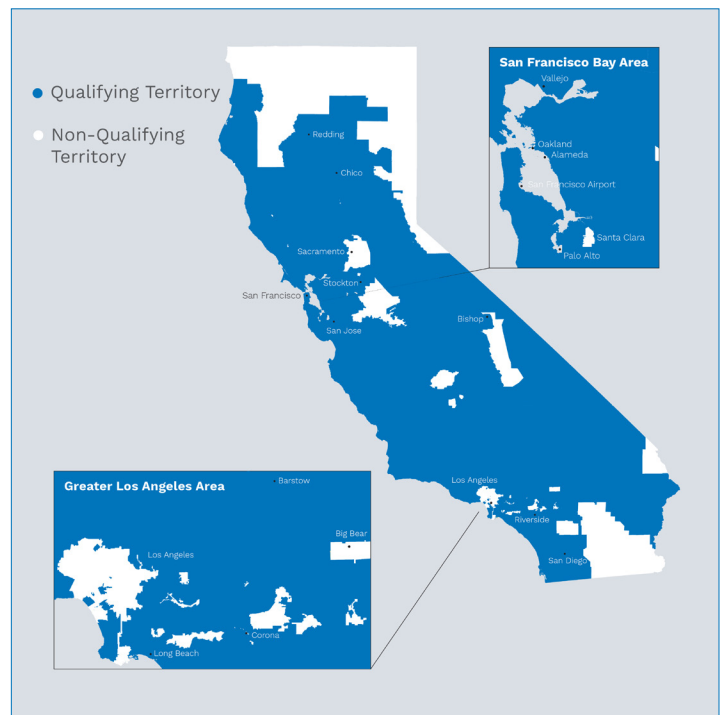 Qualifying Territory
Non-Qualifying
Territory
San Francisco Bay Area
Vallejo
Oakland
Alameda
San Francisco Airport
Santa Clara
Palo Alto
Redding
Chico
Sacramento
Stockton
San Francisco
San Jose
Bishop
Los Angeles
Riverside
San Diego
Greater Los Angeles Area
Barstow
Big Bear
Los Angeles
Corona
Long Beach